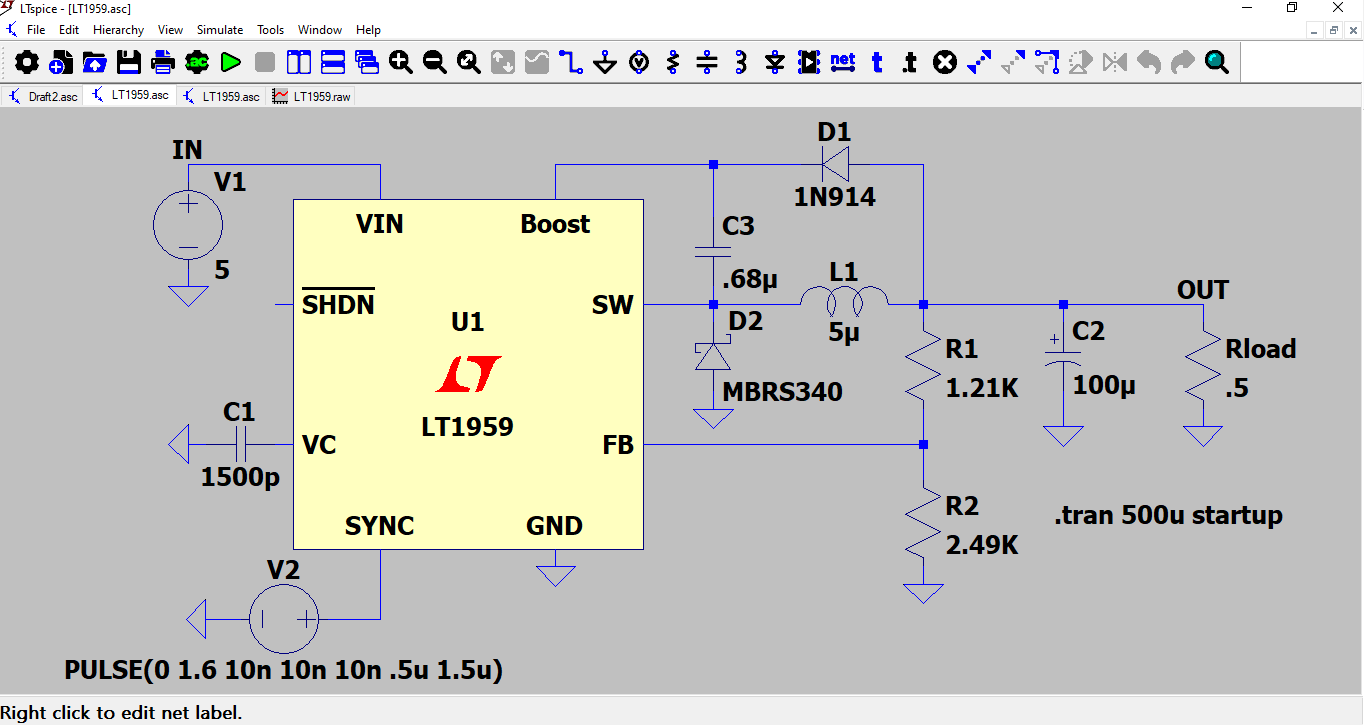 LTspice - [LT1959.asc]
File Edit Hierarchy View Simulate Tools Window Help
.ac net t .t
Draft2.asc LT1959.asc LT1959.asc LT1959.raw
IN
V1
5
VIN
Boost
SHDN
U1
SW
LT1959
VC
FB
SYNC
GND
D1
1N914
C3
.68µ
L1
5µ
D2
MBRS340
OUT
R1
1.21K
C2
100µ
Rload
.5
C1
1500p
R2
2.49K
.tran 500u startup
V2
PULSE(0 1.6 10n 10n 10n .5u 1.5u)
Right click to edit net label.